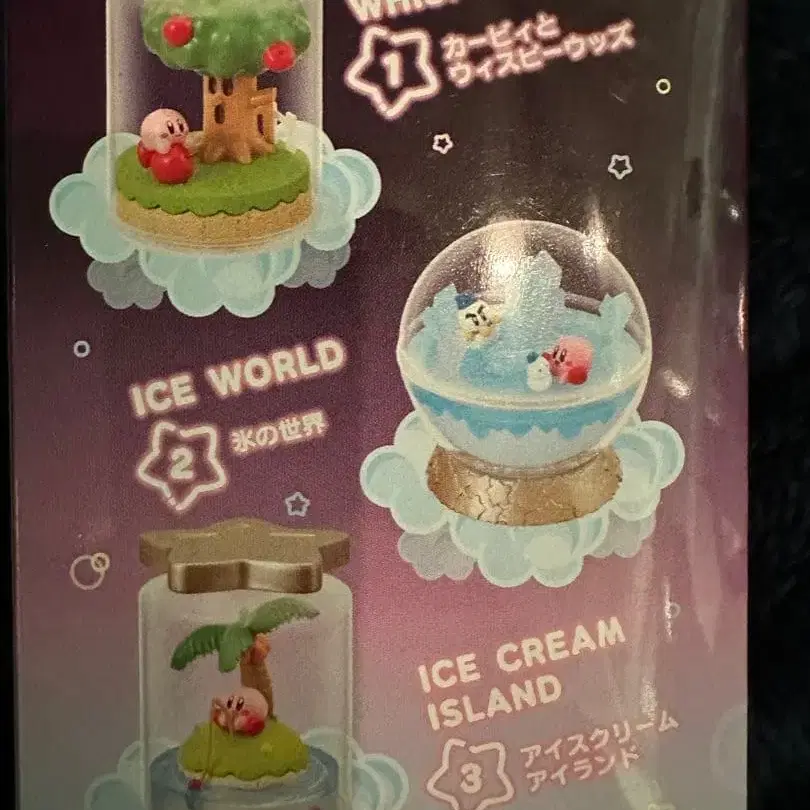 1
カービィと
ウィスピーウッズ
ICE WORLD
2
氷の世界
ICE CREAM
ISLAND
3
アイスクリーム
アイランド